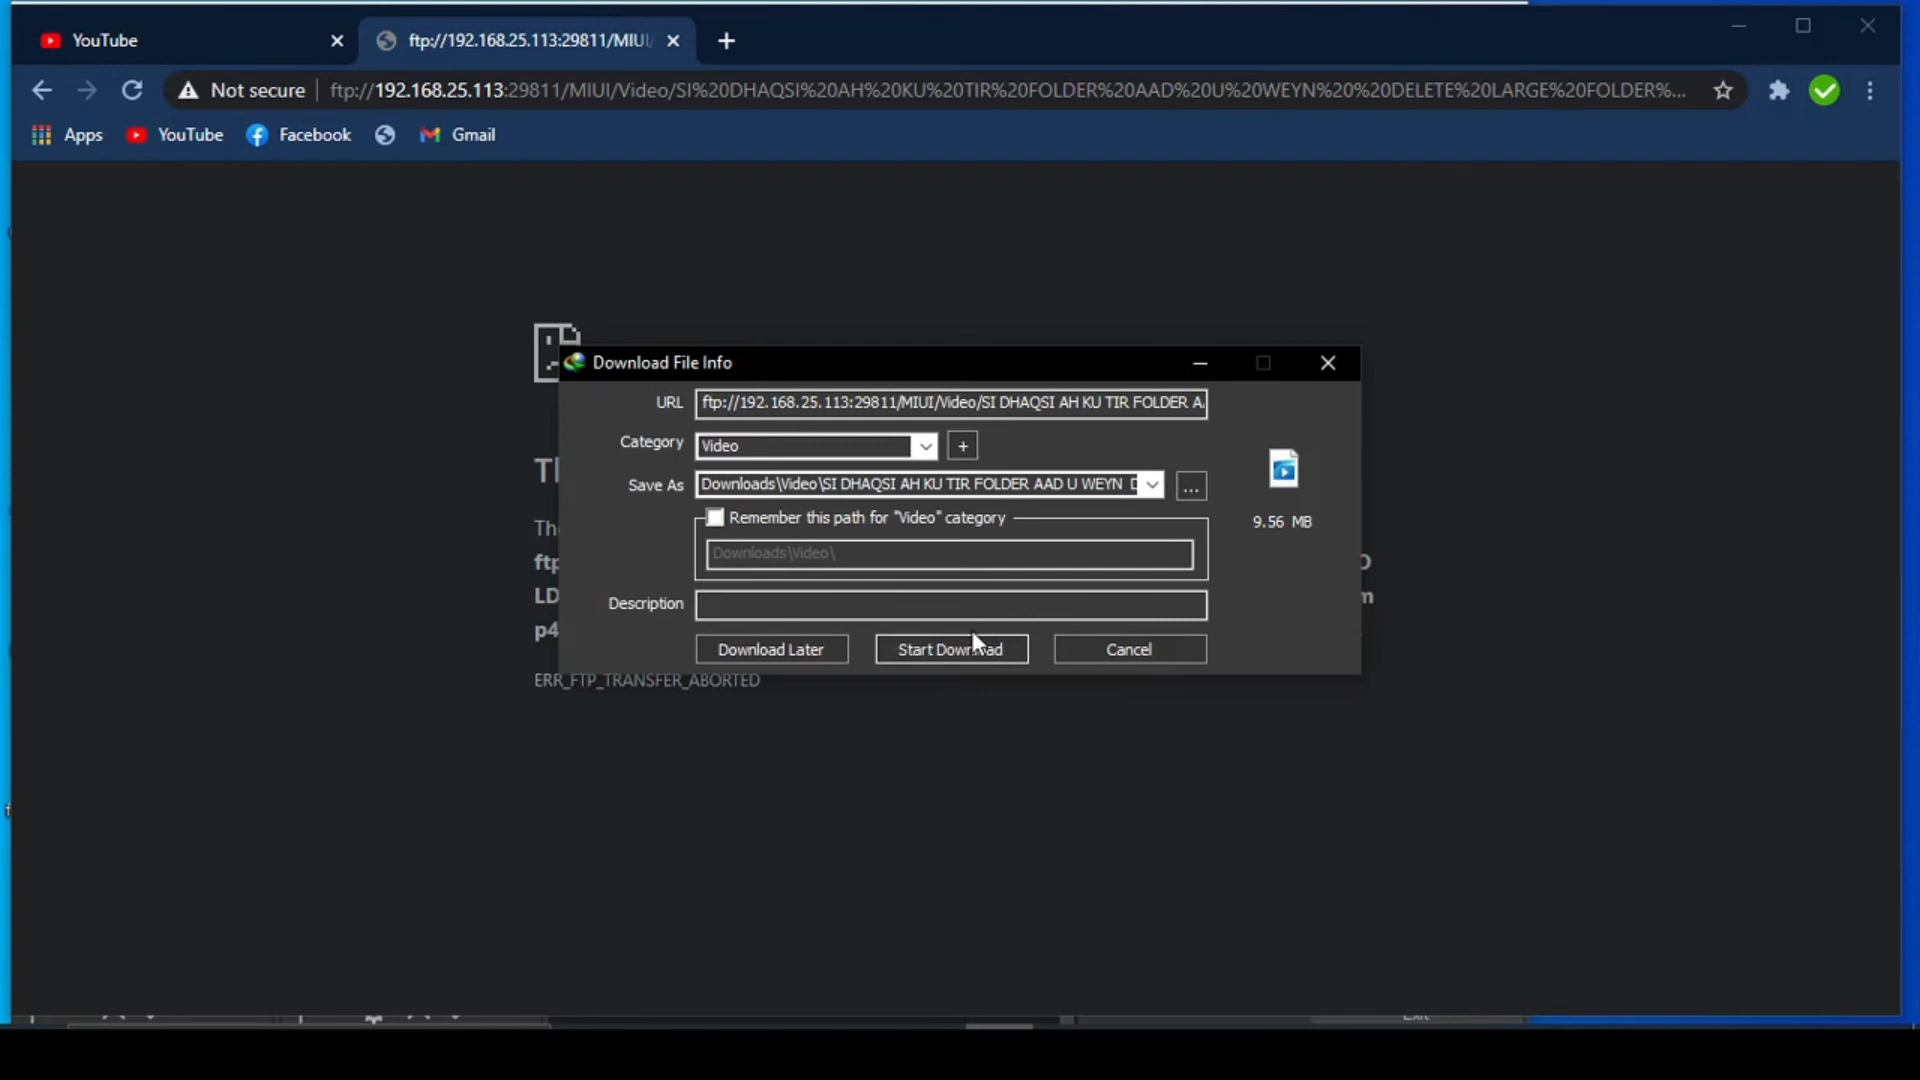 YouTube
ftp://192.168.25.113:29811/MIUI/
Not secure
ftp://192.168.25.113:29811/MIUI/Video/SI%20DHAQSI%20AH%20KU%20TIR%20FOLDER%20AAD%20U%20WEYN%20%20DELETE%20LARGE%20FOLDER%...
Apps
YouTube
Facebook
Gmail
Download File Info
URL
ftp://192.168.25.113:29811/MIUI/Video/SI DHAQSI AH KU TIR FOLDER A
Category
Video
+
Save As
Downloads\Video\SI DHAQSI AH KU TIR FOLDER AAD U WEYN D
...
Remember this path for "Video" category
Downloads\Video\
9.56 MB
Description
Download Later
Start Download
Cancel
Th
ftp
LD
p4
ERR_FTP_TRANSFER_ABORTED